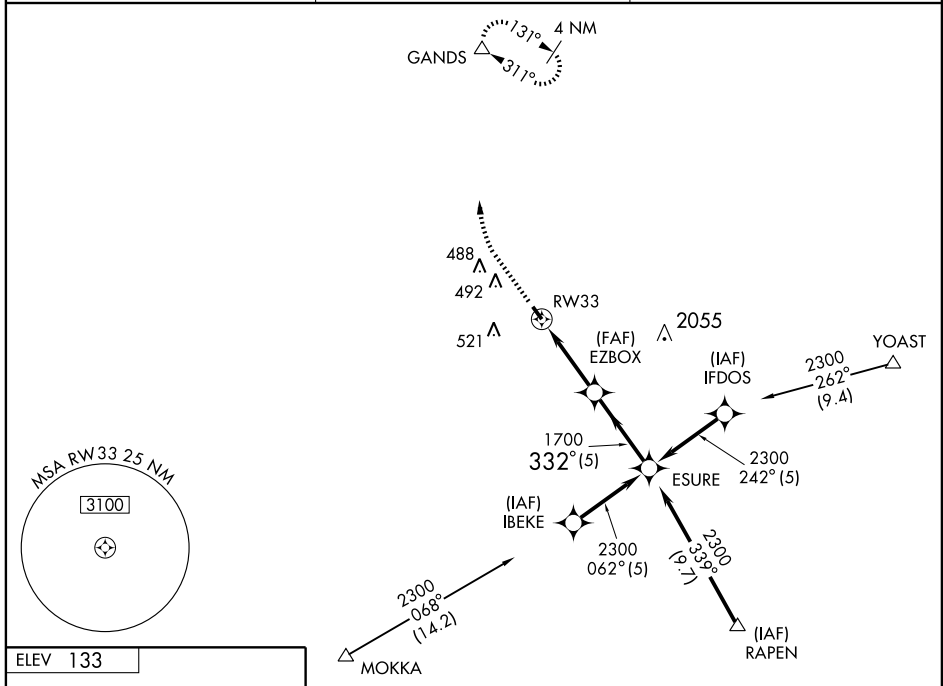 131° 4 NM
GANDS
311°
488
492
RW33
521
2055
(FAF)
EZBOX
YOAST
(IAF)
IFDOS
2300
262°
(9.4)
1700
332° (5)
ESURE
2300
242° (5)
MSA RW33 25 NM
3100
(IAF)
IBEKE
2300
062° (5)
2300
339°
(9.7)
2300
068°
(14.2)
(IAF)
RAPEN
MOKKA
ELEV 133